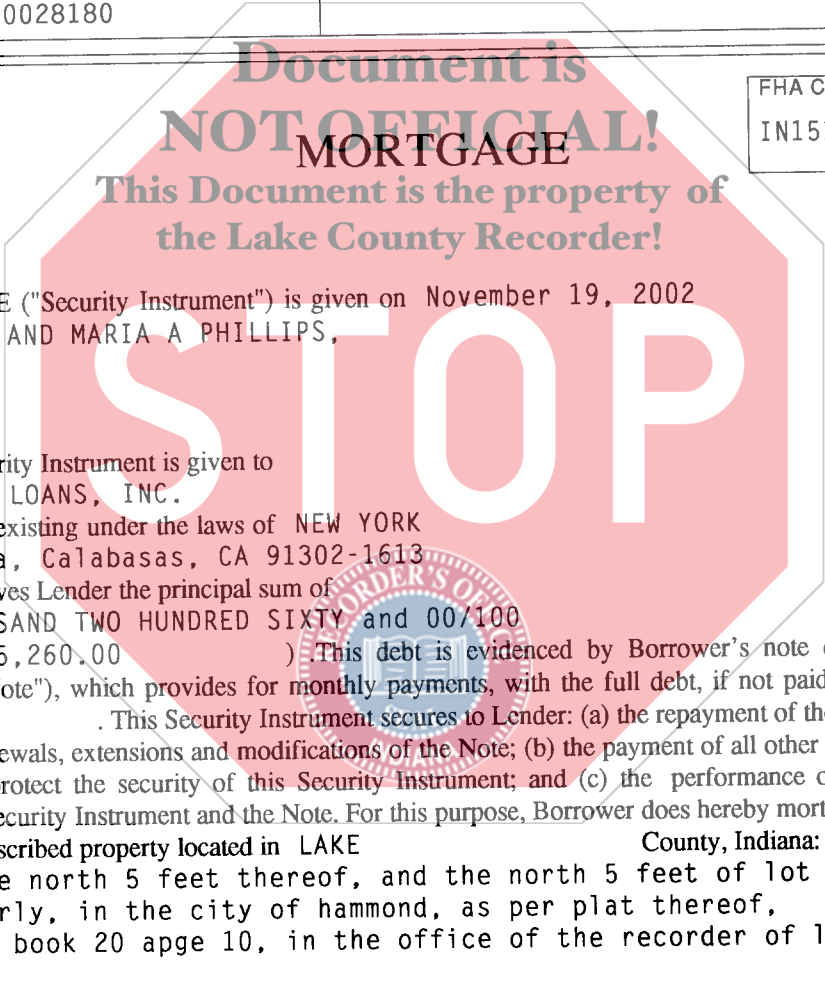 0028180
Document is
FHA C
NOT OFFICIAL!
IN15
MORTGAGE
This Document is the property of
the Lake County Recorder!
E ("Security Instrument") is given on November 19, 2002
AND MARIA A PHILLIPS,
STOP
rity Instrument is given to
LOANS, INC.
existing under the laws of NEW YORK
a, Calabasas, CA 91302-1613
ves Lender the principal sum of
RECORDER'S OFFICE
SAND TWO HUNDRED SIXTY and 00/100
5,260.00 ) .This debt is evidenced by Borrower's note (
ote"), which provides for monthly payments, with the full debt, if not paid
. This Security Instrument secures to Lender: (a) the repayment of th
ewals, extensions and modifications of the Note; (b) the payment of all other
INDIANA
rotect the security of this Security Instrument; and (c) the performance o
ecurity Instrument and the Note. For this purpose, Borrower does hereby mort
scribed property located in LAKE County, Indiana:
e north 5 feet thereof, and the north 5 feet of lot
rly, in the city of hammond, as per plat thereof,
book 20 apge 10, in the office of the recorder of l